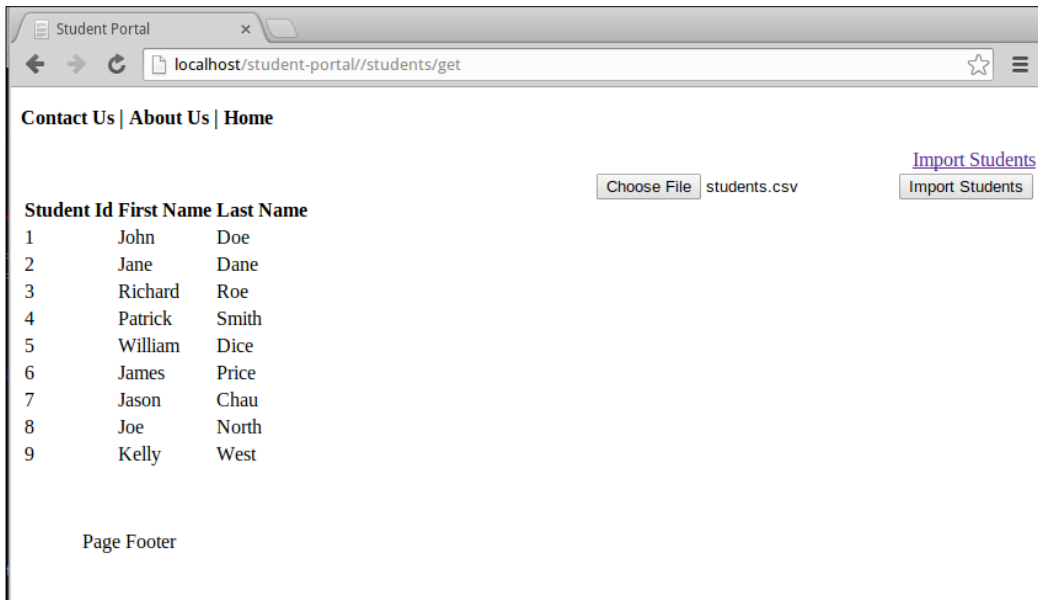 Student Portal
localhost/student-portal//students/get
Contact Us | About Us | Home
Import Students
Choose File students.csv Import Students
Student Id First Name Last Name
1 John Doe
2 Jane Dane
3 Richard Roe
4 Patrick Smith
5 William Dice
6 James Price
7 Jason Chau
8 Joe North
9 Kelly West
Page Footer